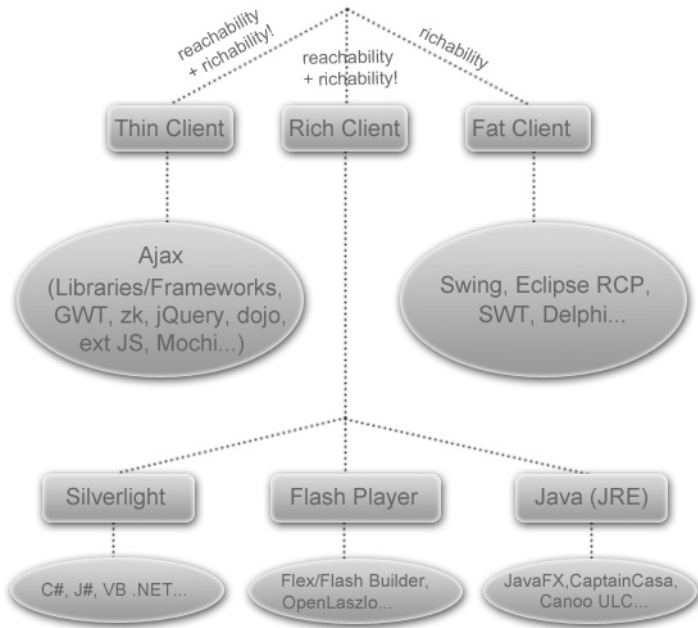 reachability
+ richability!
reachability
+ richability!
richability
Thin Client
Rich Client
Fat Client
Ajax
(Libraries/Frameworks,
GWT, zk, jQuery, dojo,
ext JS, Mochi...)
Swing, Eclipse RCP,
SWT, Delphi...
Silverlight
Flash Player
Java (JRE)
C#, J#, VB .NET...
Flex/Flash Builder,
OpenLaszlo...
JavaFX,CaptainCasa,
Canoo ULC...